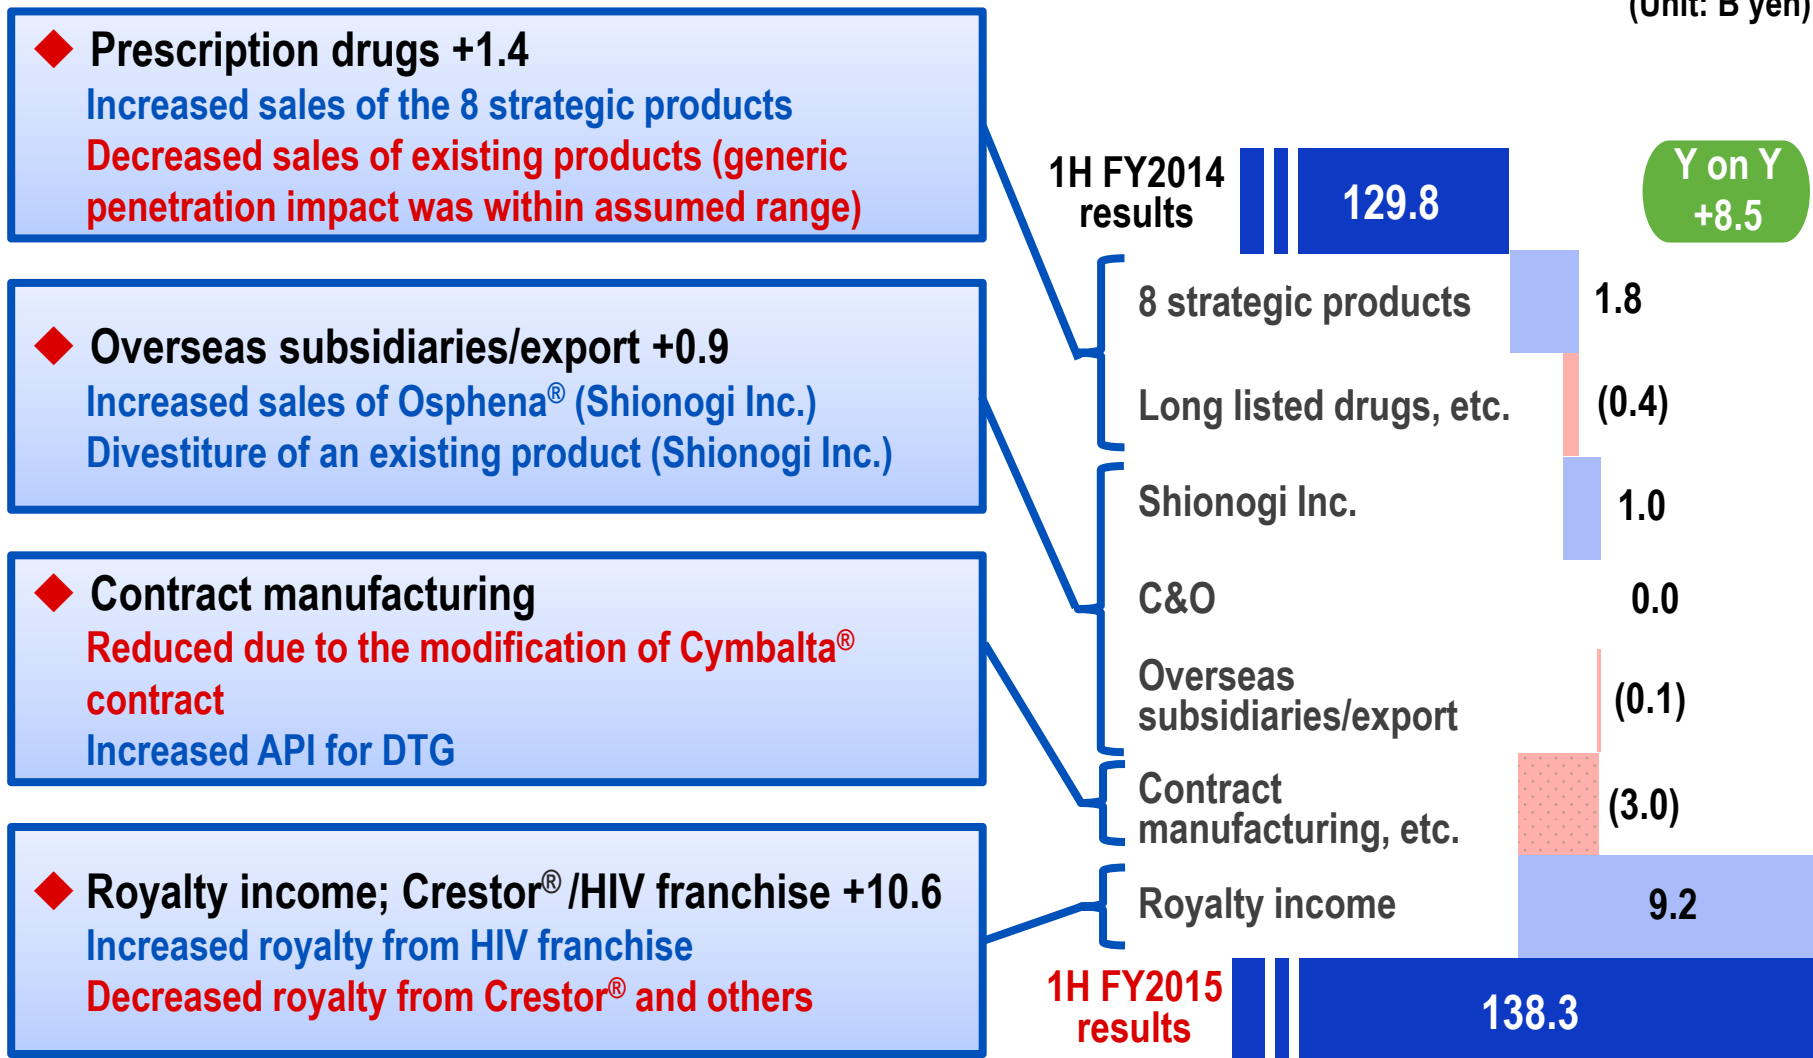 (Unit: B yen)
Prescription drugs +1.4
Increased sales of the 8 strategic products
Decreased sales of existing products (generic
penetration impact was within assumed range)
Overseas subsidiaries/export +0.9
Increased sales of Osphena® (Shionogi Inc.)
Divestiture of an existing product (Shionogi Inc.)
Contract manufacturing
Reduced due to the modification of Cymbalta®
contract
Increased API for DTG
Royalty income; Crestor® /HIV franchise +10.6
Increased royalty from HIV franchise
Decreased royalty from Crestor® and others
1H FY2014
results
129.8
Y on Y
+8.5
8 strategic products
1.8
Long listed drugs, etc.
(0.4)
Shionogi Inc.
1.0
C&O
0.0
Overseas
subsidiaries/export
(0.1)
Contract
manufacturing, etc.
(3.0)
Royalty income
9.2
1H FY2015
results
138.3